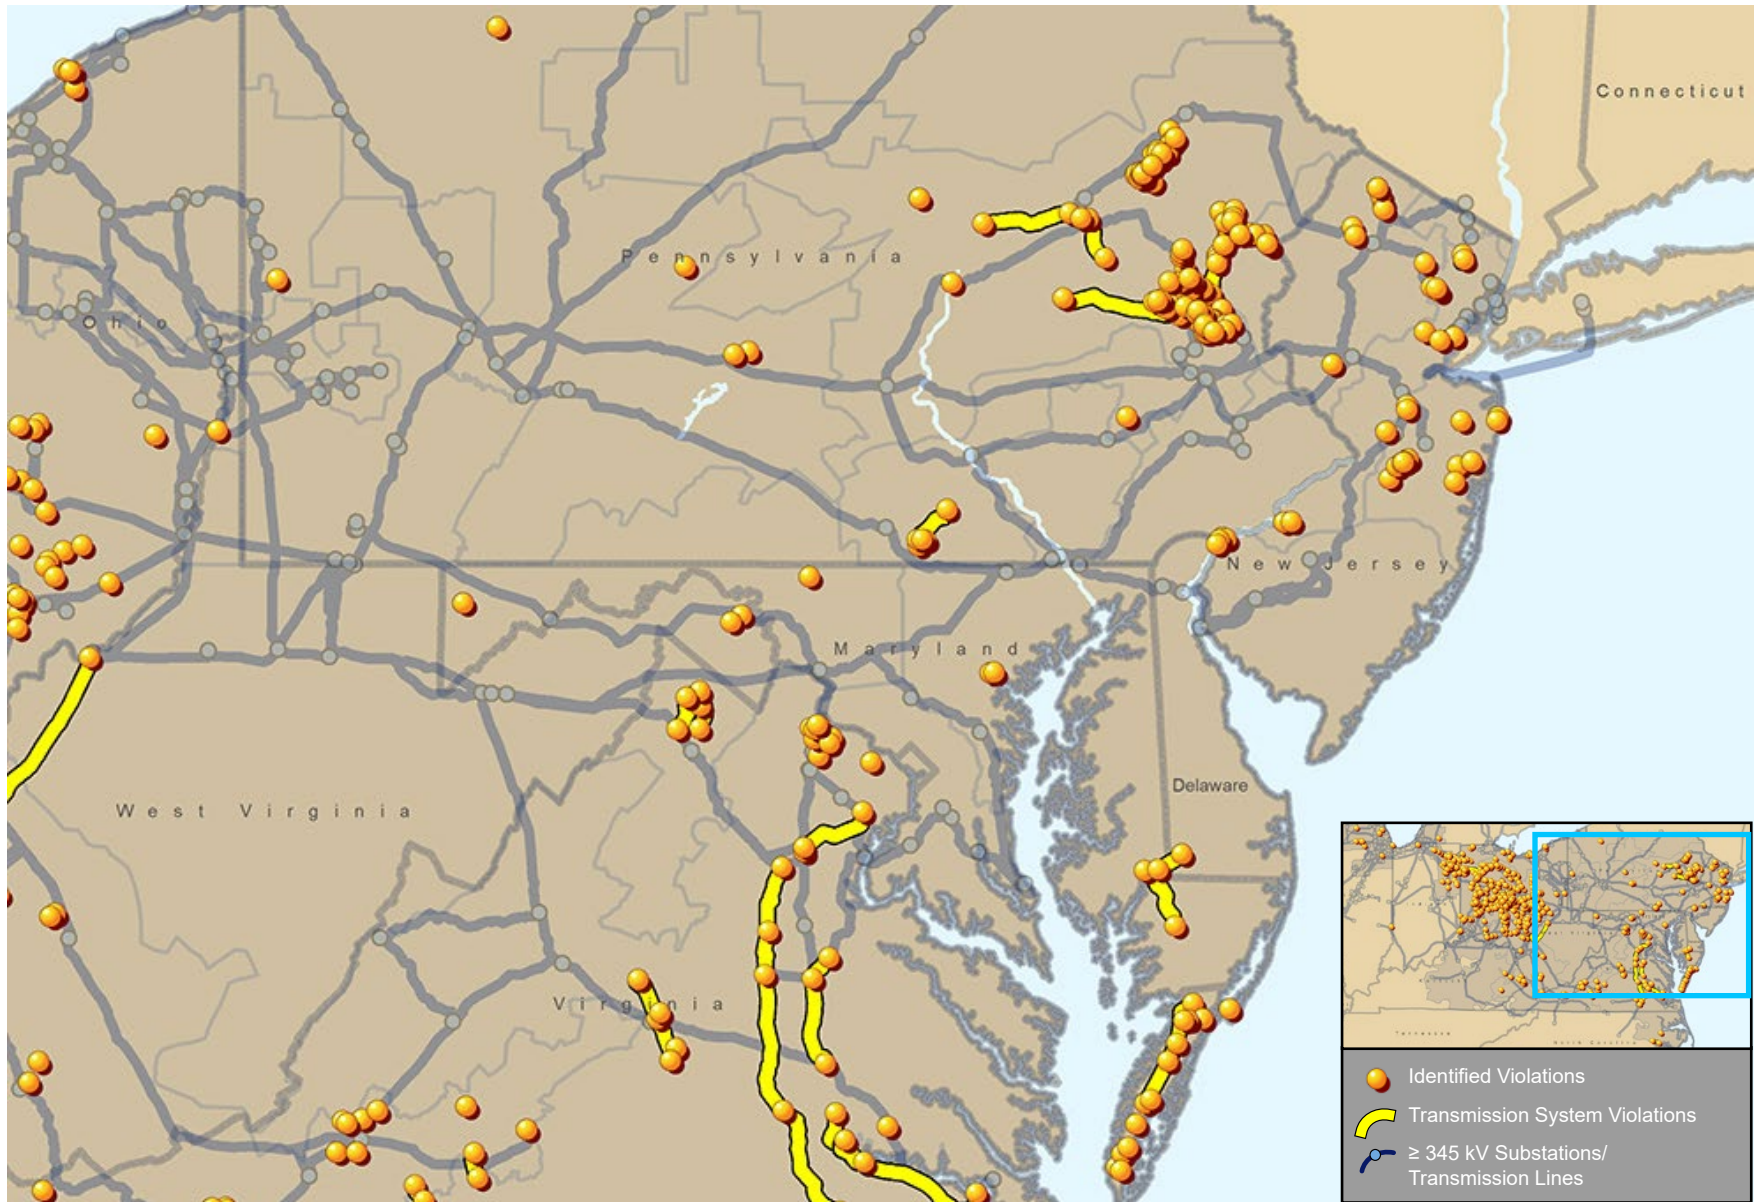 Connecticut
Pennsylvania
Ohio
New Jersey
Maryland
Delaware
West Virginia
Virginia
Identified Violations
Transmission System Violations
≥ 345 kV Substations/
Transmission Lines